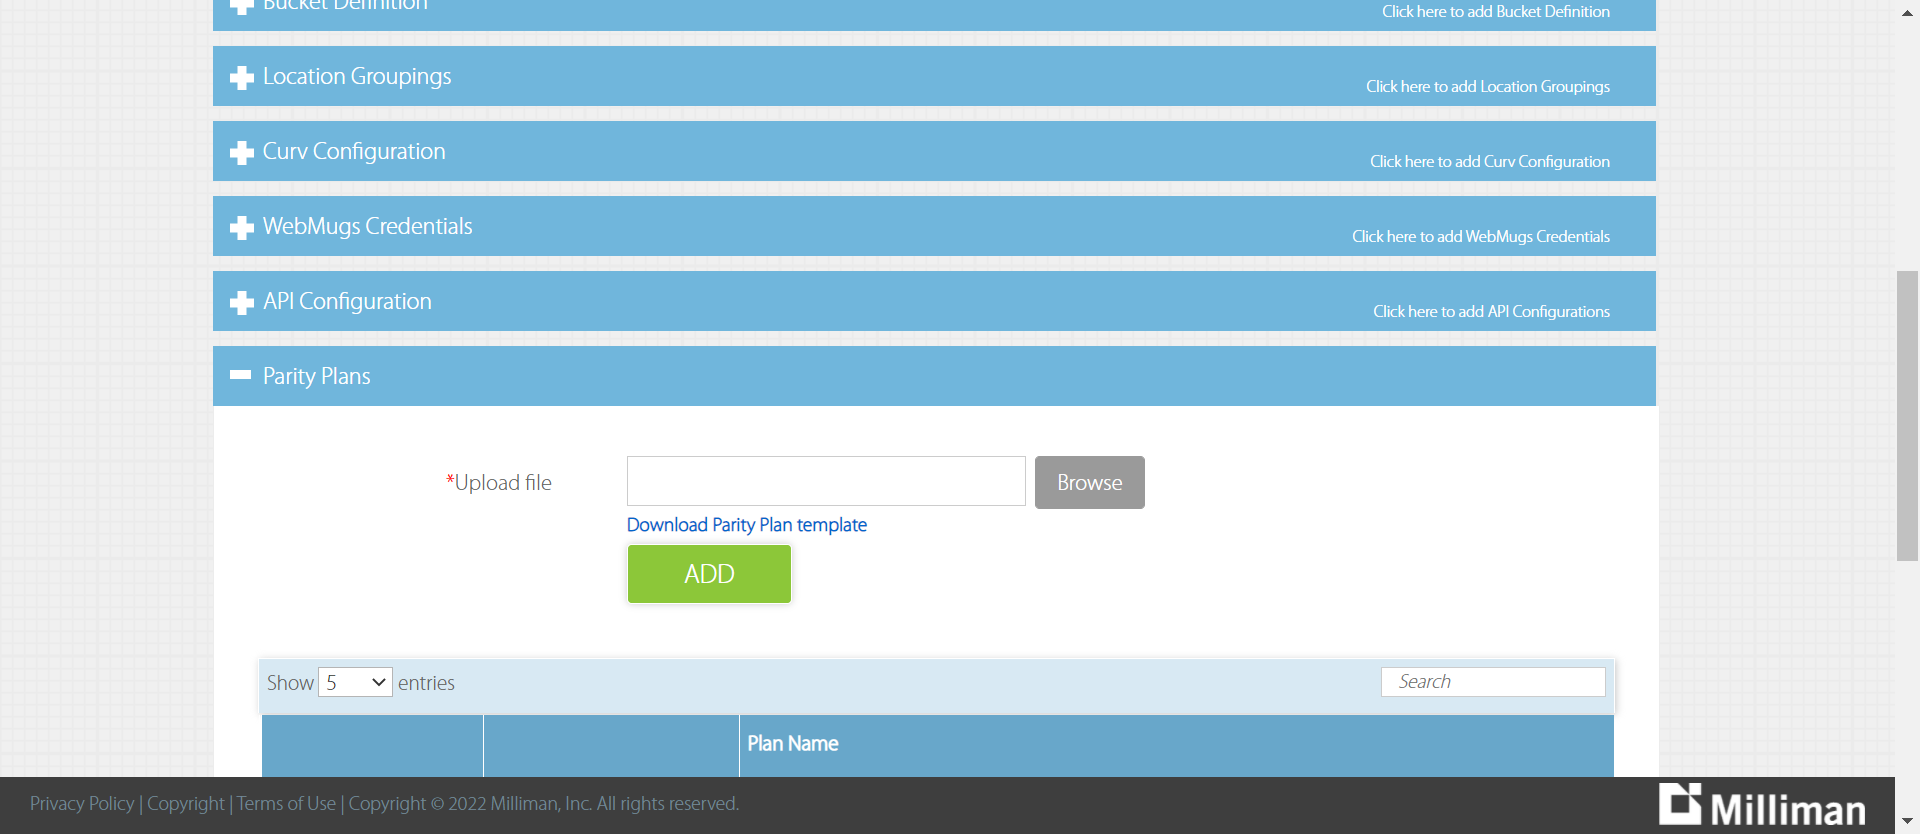 Bucket Definition
Click here to add Bucket Definition
Location Groupings
Click here to add Location Groupings
Curv Configuration
Click here to add Curv Configuration
WebMugs Credentials
Click here to add WebMugs Credentials
API Configuration
Click here to add API Configurations
Parity Plans
*Upload file
Browse
Download Parity Plan template
ADD
Show 5 entries
Search
Plan Name
Privacy Policy | Copyright | Terms of Use | Copyright © 2022 Milliman, Inc. All rights reserved.
Milliman